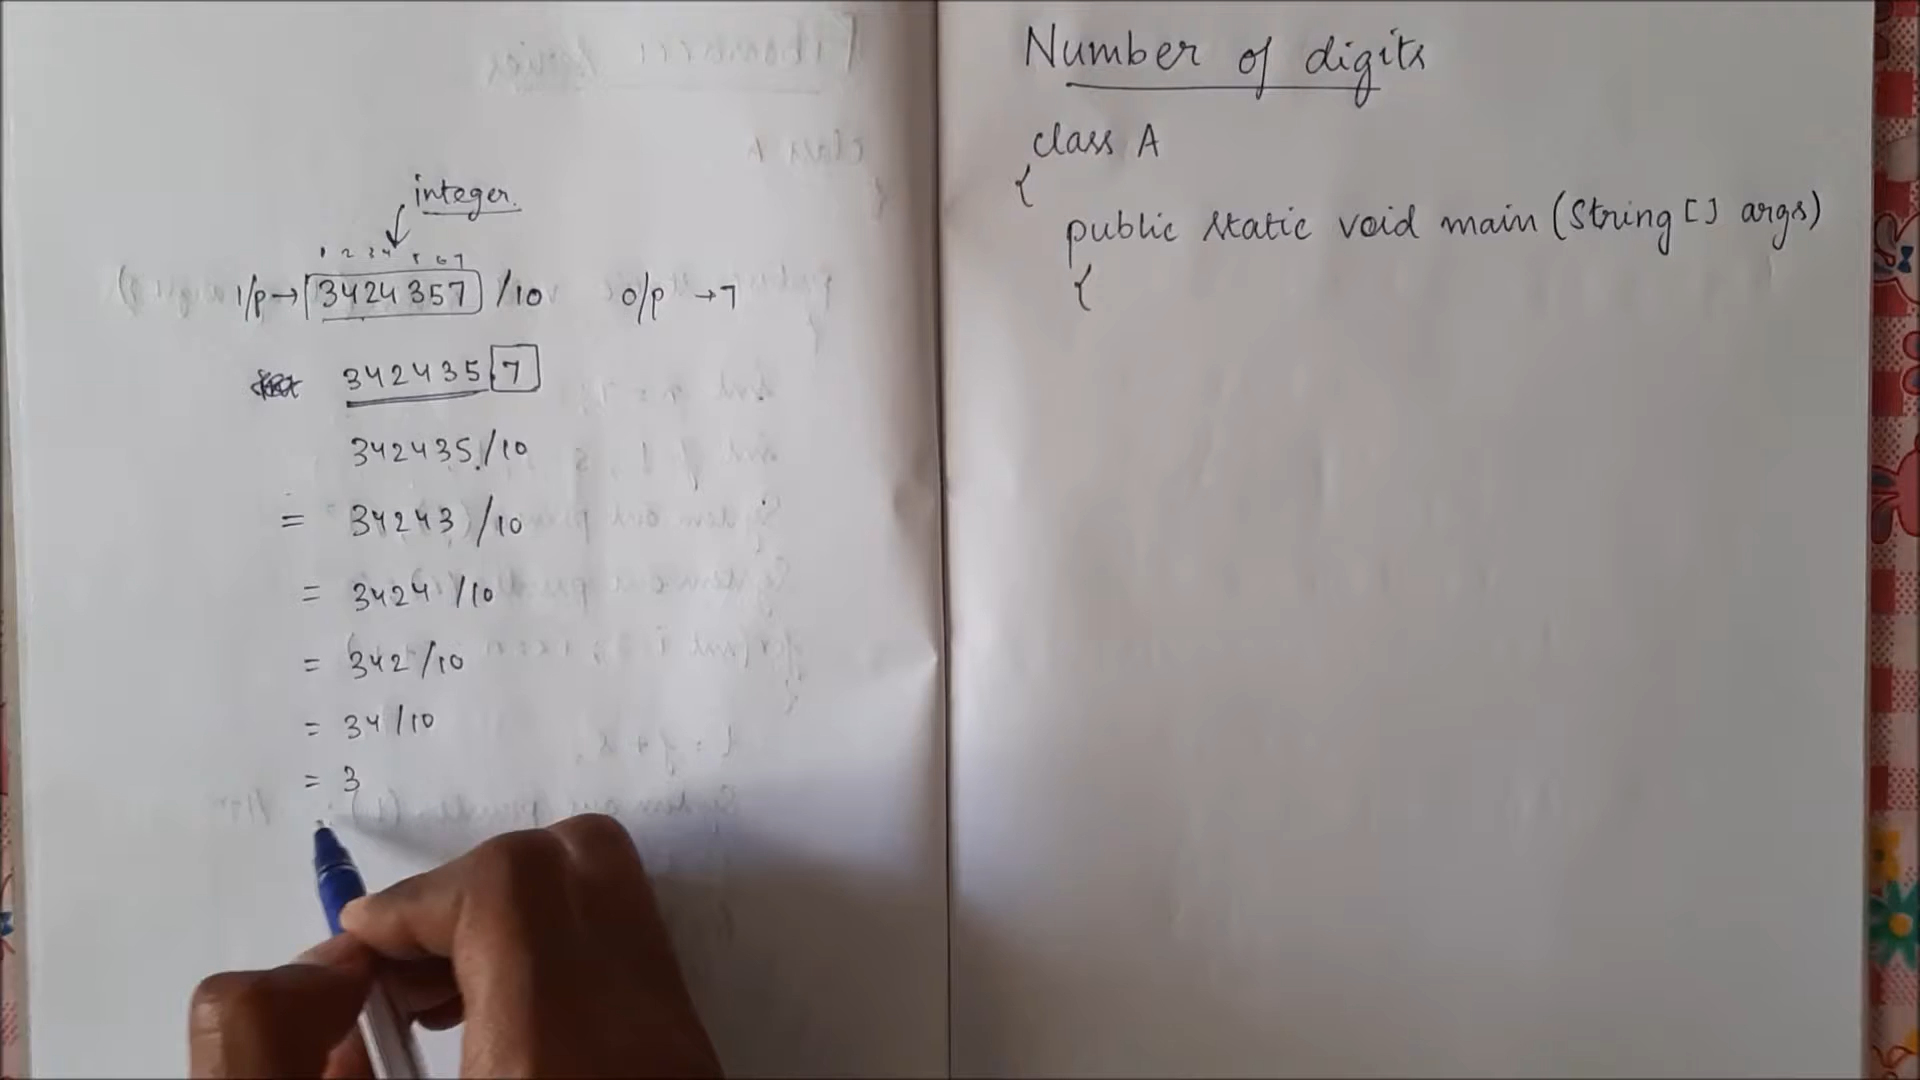 integer.
1 2 3 4 5 6 7
I/p → 3424357 /10 O/p → 7
342435 7
342435/10
= 34243 /10
= 3424 /10
= 342 /10
= 34 /10
= 3
Number of digits
class A
{
public static void main (String [] args)
{